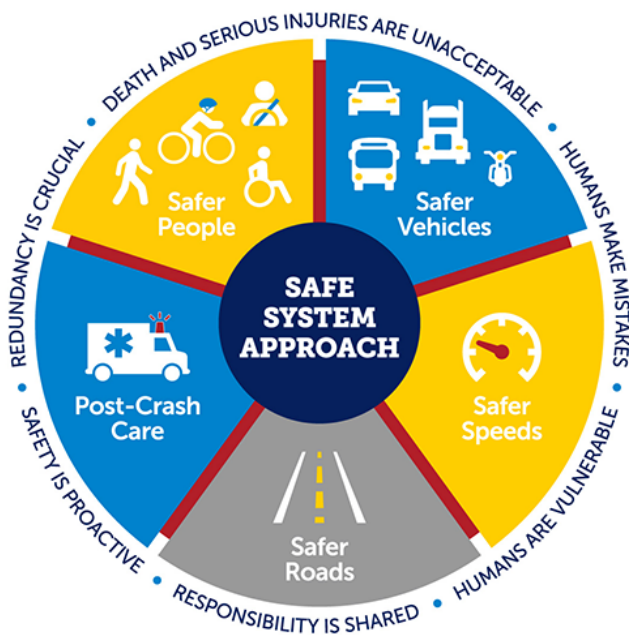 DEATH AND SERIOUS INJURIES ARE UNACCEPTABLE
HUMANS MAKE MISTAKES
HUMANS ARE VULNERABLE
RESPONSIBILITY IS SHARED
SAFETY IS PROACTIVE
REDUNDANCY IS CRUCIAL
Safer
People
Safer
Vehicles
SAFE
SYSTEM
APPROACH
Post-Crash
Care
Safer
Speeds
Safer
Roads